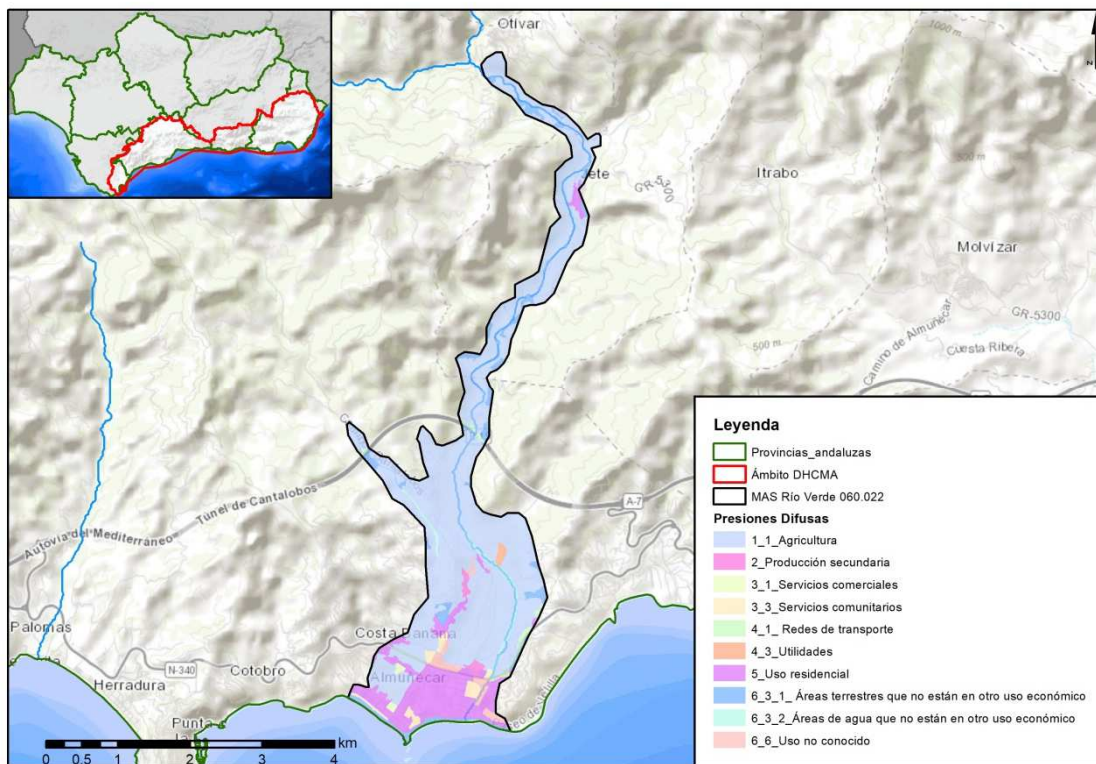 Otívar
1000 m.
N
Itrabo
GR-5300
500 m
Molvízar
GR-5300
Camino de Almuñécar
Cuesta Ribera
500 m.
Túnel de Cantalobos
A-7
Autovía del Mediterráneo
Palomas
Costa Banana
N-340
Cotobro
Almuñécar
Herradura
Punta
km
0 0,5 1 2 3 4
Leyenda
Provincias_andaluzas
Ámbito DHCMA
MAS Río Verde 060.022
Presiones Difusas
1_1_Agricultura
2_Producción secundaria
3_1_Servicios comerciales
3_3_Servicios comunitarios
4_1_ Redes de transporte
4_3_Utilidades
5_Uso residencial
6_3_1_ Áreas terrestres que no están en otro uso económico
6_3_2_Áreas de agua que no están en otro uso económico
6_6_Uso no conocido